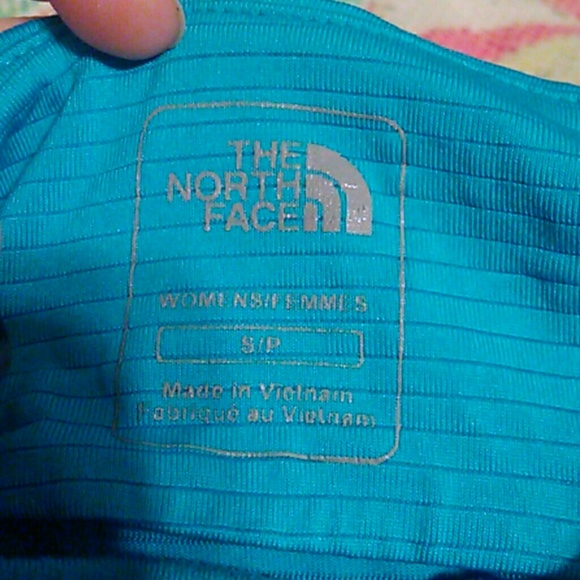 THE
NORTH
FACE
WOMENS/FEMMES
S/P
Made in Vietnam
Fabriqué au Vietnam